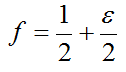 f = 1/2 + ε/2